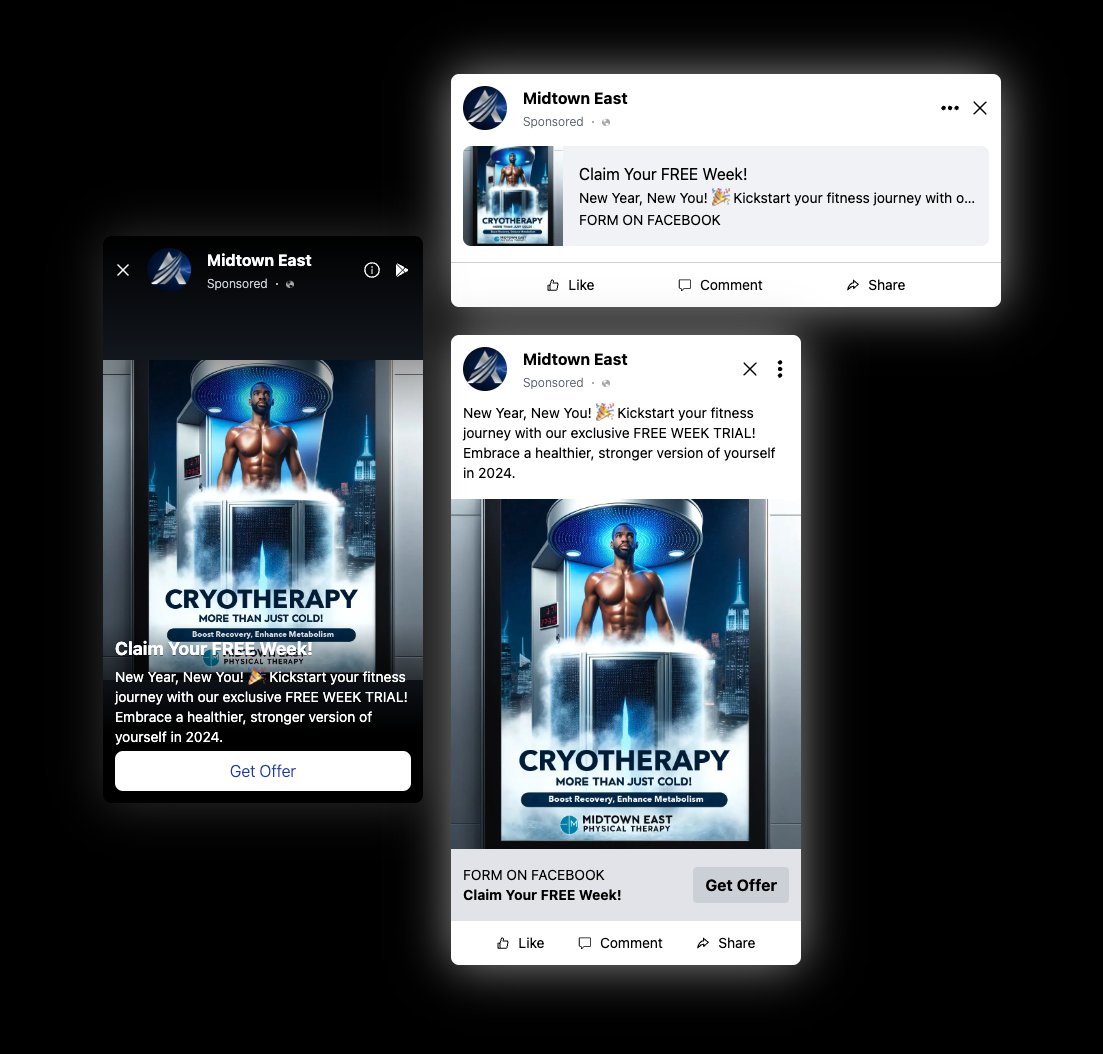 Midtown East
Sponsored ·
Claim Your FREE Week!
New Year, New You! 🎉 Kickstart your fitness journey with o...
FORM ON FACEBOOK
Like
Comment
Share
Midtown East
Sponsored ·
CRYOTHERAPY
MORE THAN JUST COLD!
Boost Recovery, Enhance Metabolism
Claim Your FREE Week!
PHYSICAL THERAPY
New Year, New You! 🎉 Kickstart your fitness
journey with our exclusive FREE WEEK TRIAL!
Embrace a healthier, stronger version of
yourself in 2024.
Get Offer
Midtown East
Sponsored ·
New Year, New You! 🎉 Kickstart your fitness
journey with our exclusive FREE WEEK TRIAL!
Embrace a healthier, stronger version of yourself
in 2024.
CRYOTHERAPY
MORE THAN JUST COLD!
Boost Recovery, Enhance Metabolism
MIDTOWN EAST
PHYSICAL THERAPY
FORM ON FACEBOOK
Claim Your FREE Week!
Get Offer
Like
Comment
Share